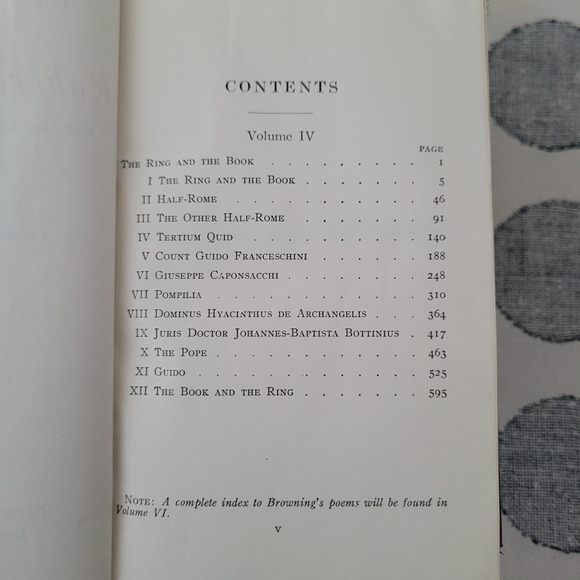 CONTENTS
Volume IV
PAGE
THE RING AND THE BOOK . . . . . . . . . 1
I THE RING AND THE BOOK . . . . . . . 5
II HALF-ROME . . . . . . . . . . 46
III THE OTHER HALF-ROME . . . . . . . 91
IV TERTIUM QUID . . . . . . . . . 140
V COUNT GUIDO FRANCESCHINI . . . . . . 188
VI GIUSEPPE CAPONSACCHI . . . . . . . 248
VII POMPILIA . . . . . . . . . . . 310
VIII DOMINUS HYACINTHUS DE ARCHANGELIS . . . 364
IX JURIS DOCTOR JOHANNES-BAPTISTA BOTTINIUS . 417
X THE POPE . . . . . . . . . . 463
XI GUIDO . . . . . . . . . . . 525
XII THE BOOK AND THE RING . . . . . . . 595
NOTE: A complete index to Browning's poems will be found in
Volume VI.
v